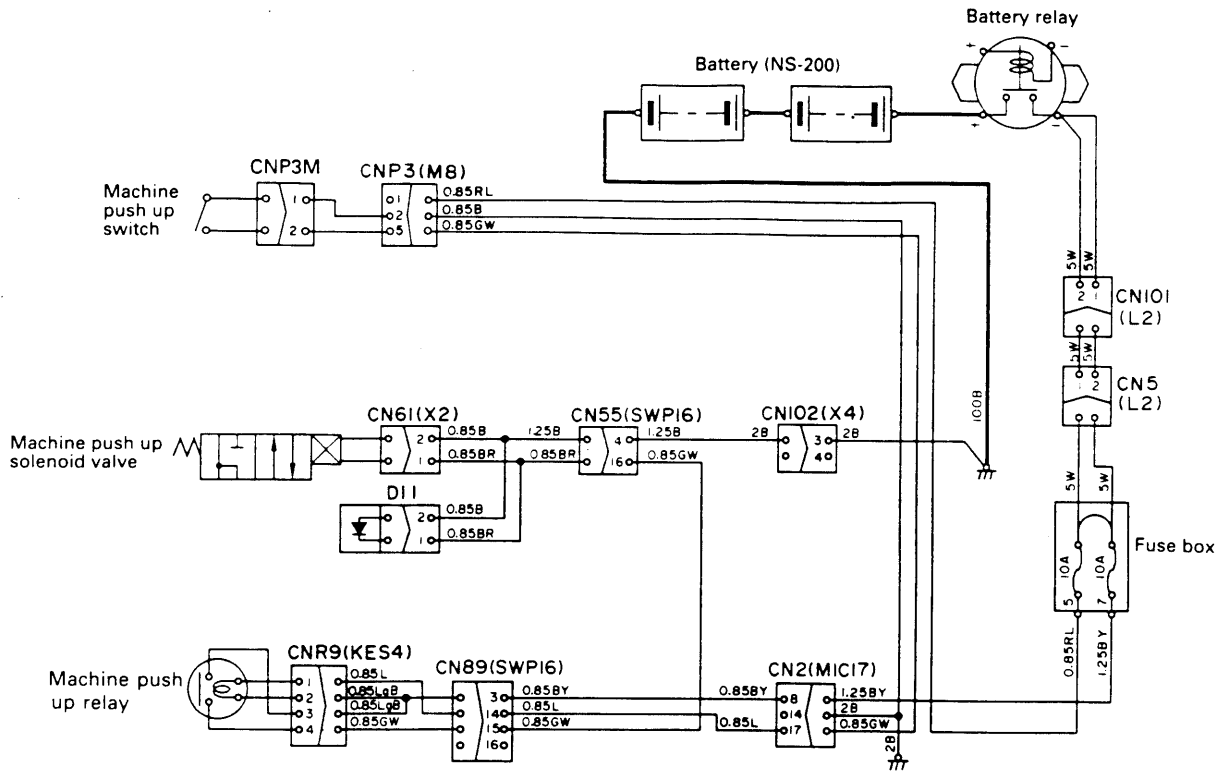 Battery relay
Battery (NS-200)
+
-
+
-
CNP3M
CNP3(M8)
Machine
push up
switch
1
2
1
2
5
0.85RL
0.85B
0.85GW
5W
5W
2
1
CN101
(L2)
5W
5W
1
2
CN5
(L2)
5W
5W
100B
CN61(X2)
CN55(SWP16)
CN102(X4)
Machine push up
solenoid valve
2
0.85B
1.25B
4
1.25B
2B
3
2B
1
0.85BR
0.85BR
16
0.85GW
4
D11
2
0.85B
1
0.85BR
Fuse box
10A
10A
5
7
0.85RL
1.25BY
CNR9(KES4)
CN89(SWP16)
CN2(MIC17)
Machine push
up relay
1
0.85L
2
0.85LgB
3
0.85LgB
4
0.85GW
3
0.85BY
0.85BY
8
1.25BY
14
0.85L
14
2B
15
0.85GW
0.85L
17
0.85GW
16
2B